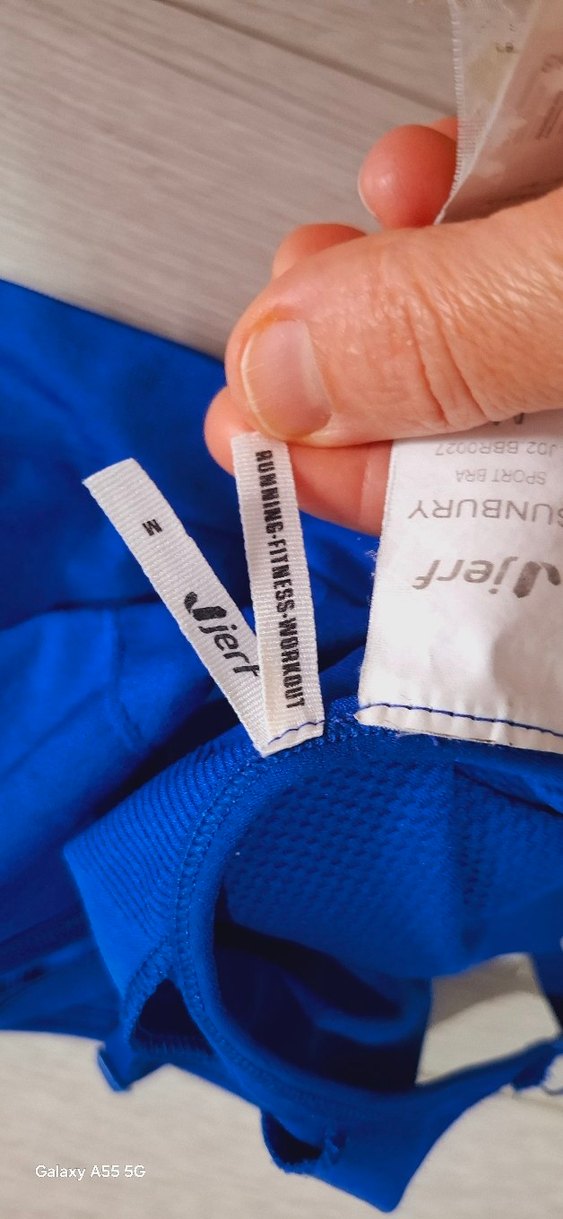 M
jerf
RUNNING·FITNESS·WORKOUT
jerf
SUNBURY
SPORT BRA
J02 BBR0027
Galaxy A55 5G